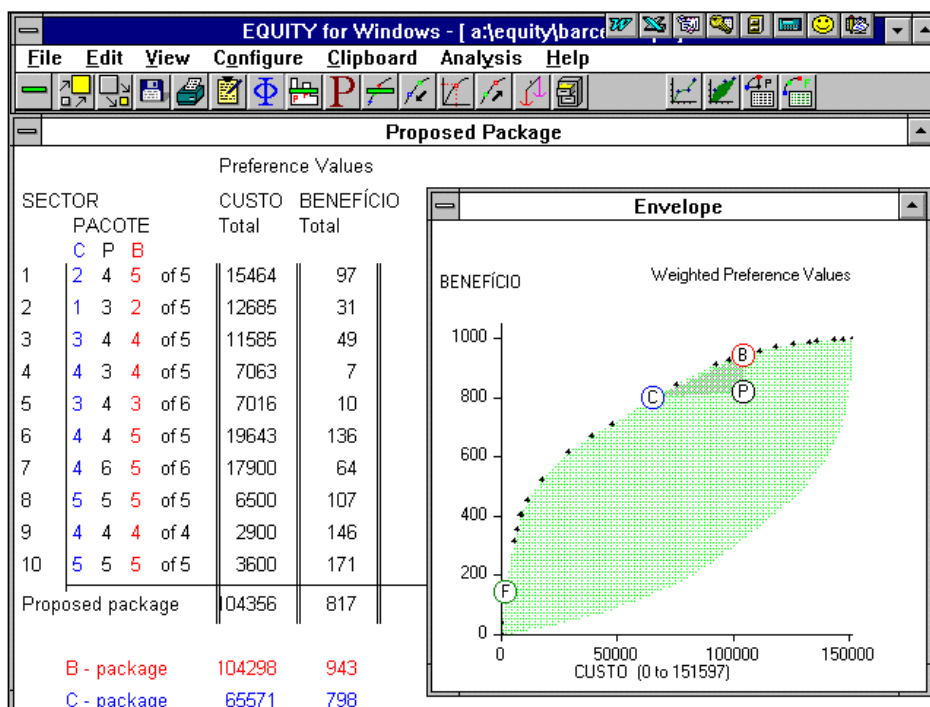 EQUITY for Windows - [ a:\equity\barce
File Edit View Configure Clipboard Analysis Help
Proposed Package
Preference Values
SECTOR CUSTO BENEFÍCIO
PACOTE Total Total
C P B
1 2 4 5 of 5 15464 97
2 1 3 2 of 5 12685 31
3 3 4 4 of 5 11585 49
4 4 3 4 of 5 7063 7
5 3 4 3 of 6 7016 10
6 4 4 5 of 5 19643 136
7 4 6 5 of 6 17900 64
8 5 5 5 of 5 6500 107
9 4 4 4 of 4 2900 146
10 5 5 5 of 5 3600 171
Proposed package 104356 817
B - package 104298 943
C - package 65571 798
Envelope
BENEFÍCIO Weighted Preference Values
1000
800
600
400
200
0
B
C
P
F
0 50000 100000 150000
CUSTO (0 to 151597)